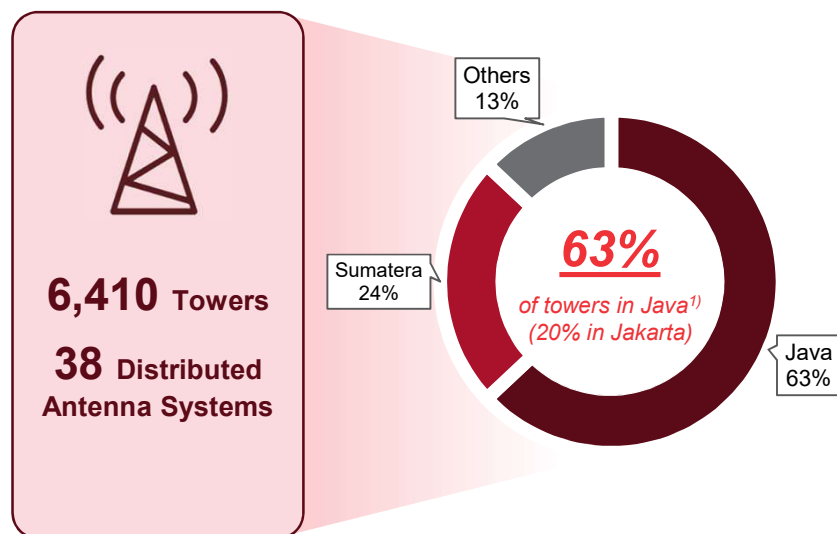 6,410 Towers
38 Distributed
Antenna Systems
Others
13%
Sumatera
24%
63%
of towers in Java¹⁾
(20% in Jakarta)
Java
63%